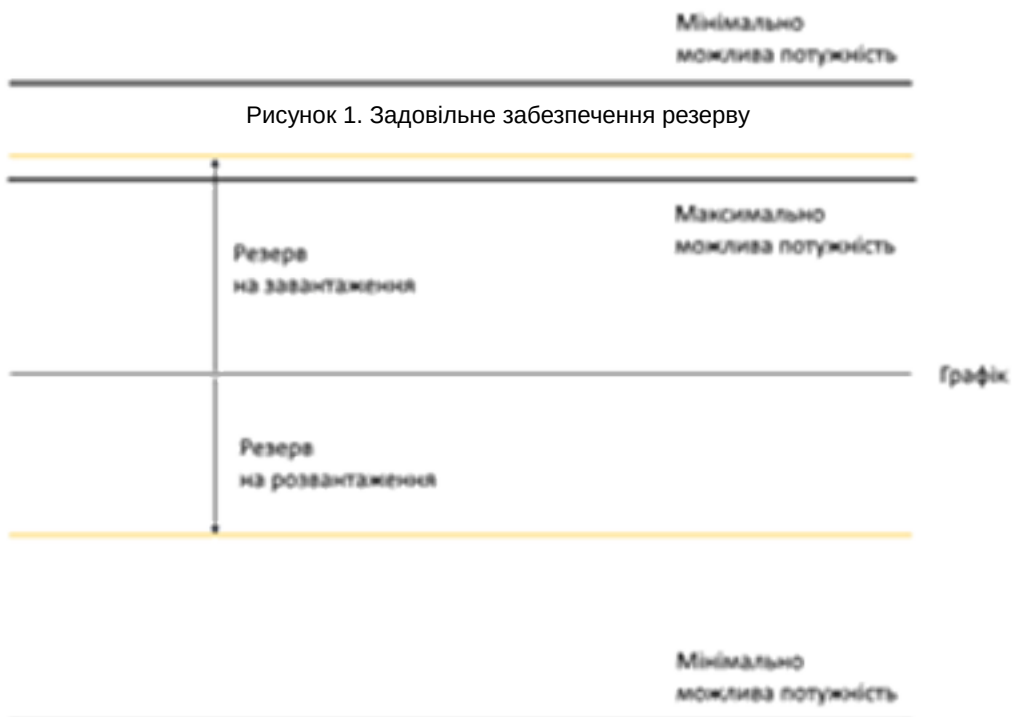 Мінімально
можлива потужність
Рисунок 1. Задовільне забезпечення резерву
Максимально
можлива потужність
Резерв
на завантаження
Графік
Резерв
на розвантаження
Мінімально
можлива потужність